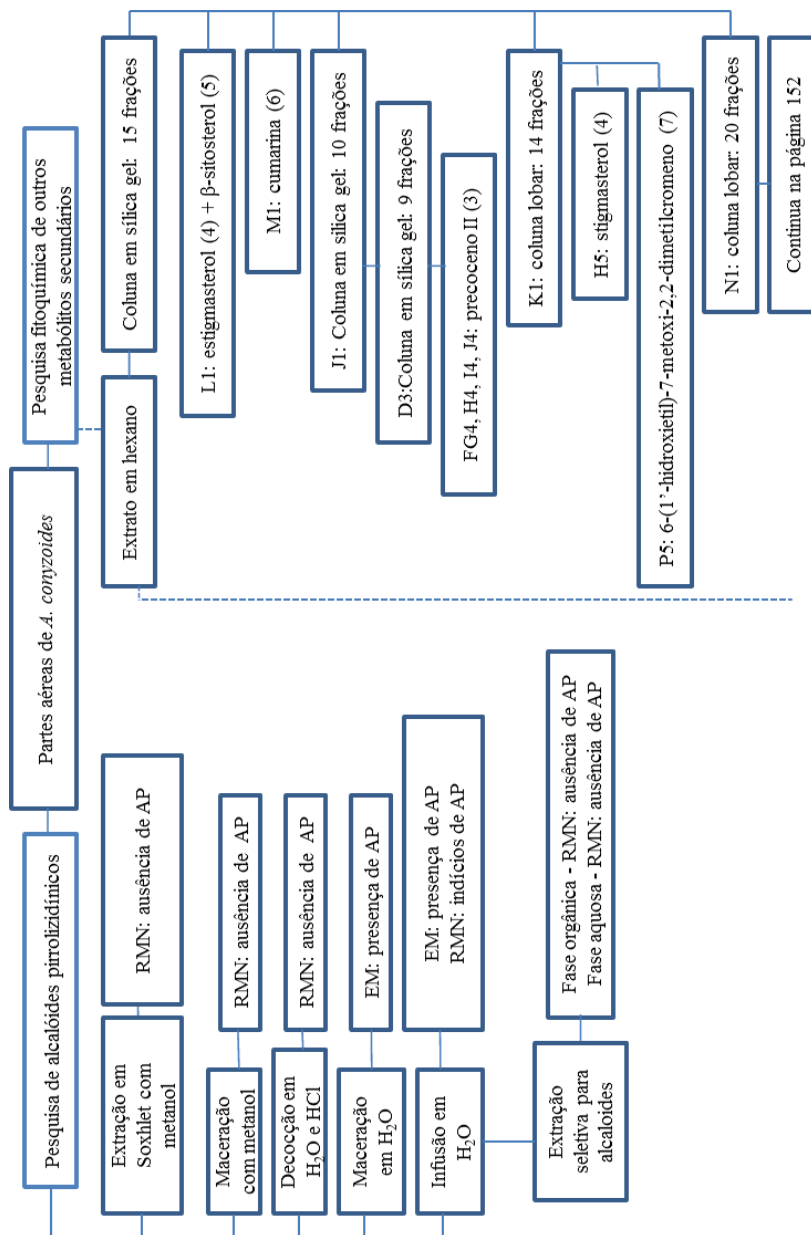 Partes aéreas de A. conyzoides
Pesquisa de alcalóides pirrolizidínicos
Extração em
Soxhlet com
metanol
RMN: ausência de AP
Maceração
com metanol
RMN: ausência de AP
Decocção em
H₂O e HCl
RMN: ausência de AP
Maceração
em H₂O
EM: presença de AP
Infusão em
H₂O
EM: presença de AP
RMN: indícios de AP
Extração
seletiva para
alcaloides
Fase orgânica - RMN: ausência de AP
Fase aquosa - RMN: ausência de AP
Pesquisa fitoquímica de outros
metabólitos secundários
Extrato em hexano
Coluna em sílica gel: 15 frações
L1: estigmasterol (4) + β-sitosterol (5)
M1: cumarina (6)
J1: Coluna em sílica gel: 10 frações
D3:Coluna em sílica gel: 9 frações
FG4, H4, I4, J4: precoceno II (3)
K1: coluna lobar: 14 frações
H5: stigmasterol (4)
P5: 6-(1’-hidroxietil)-7-metoxi-2,2-dimetilcromeno (7)
N1: coluna lobar: 20 frações
Continua na página 152